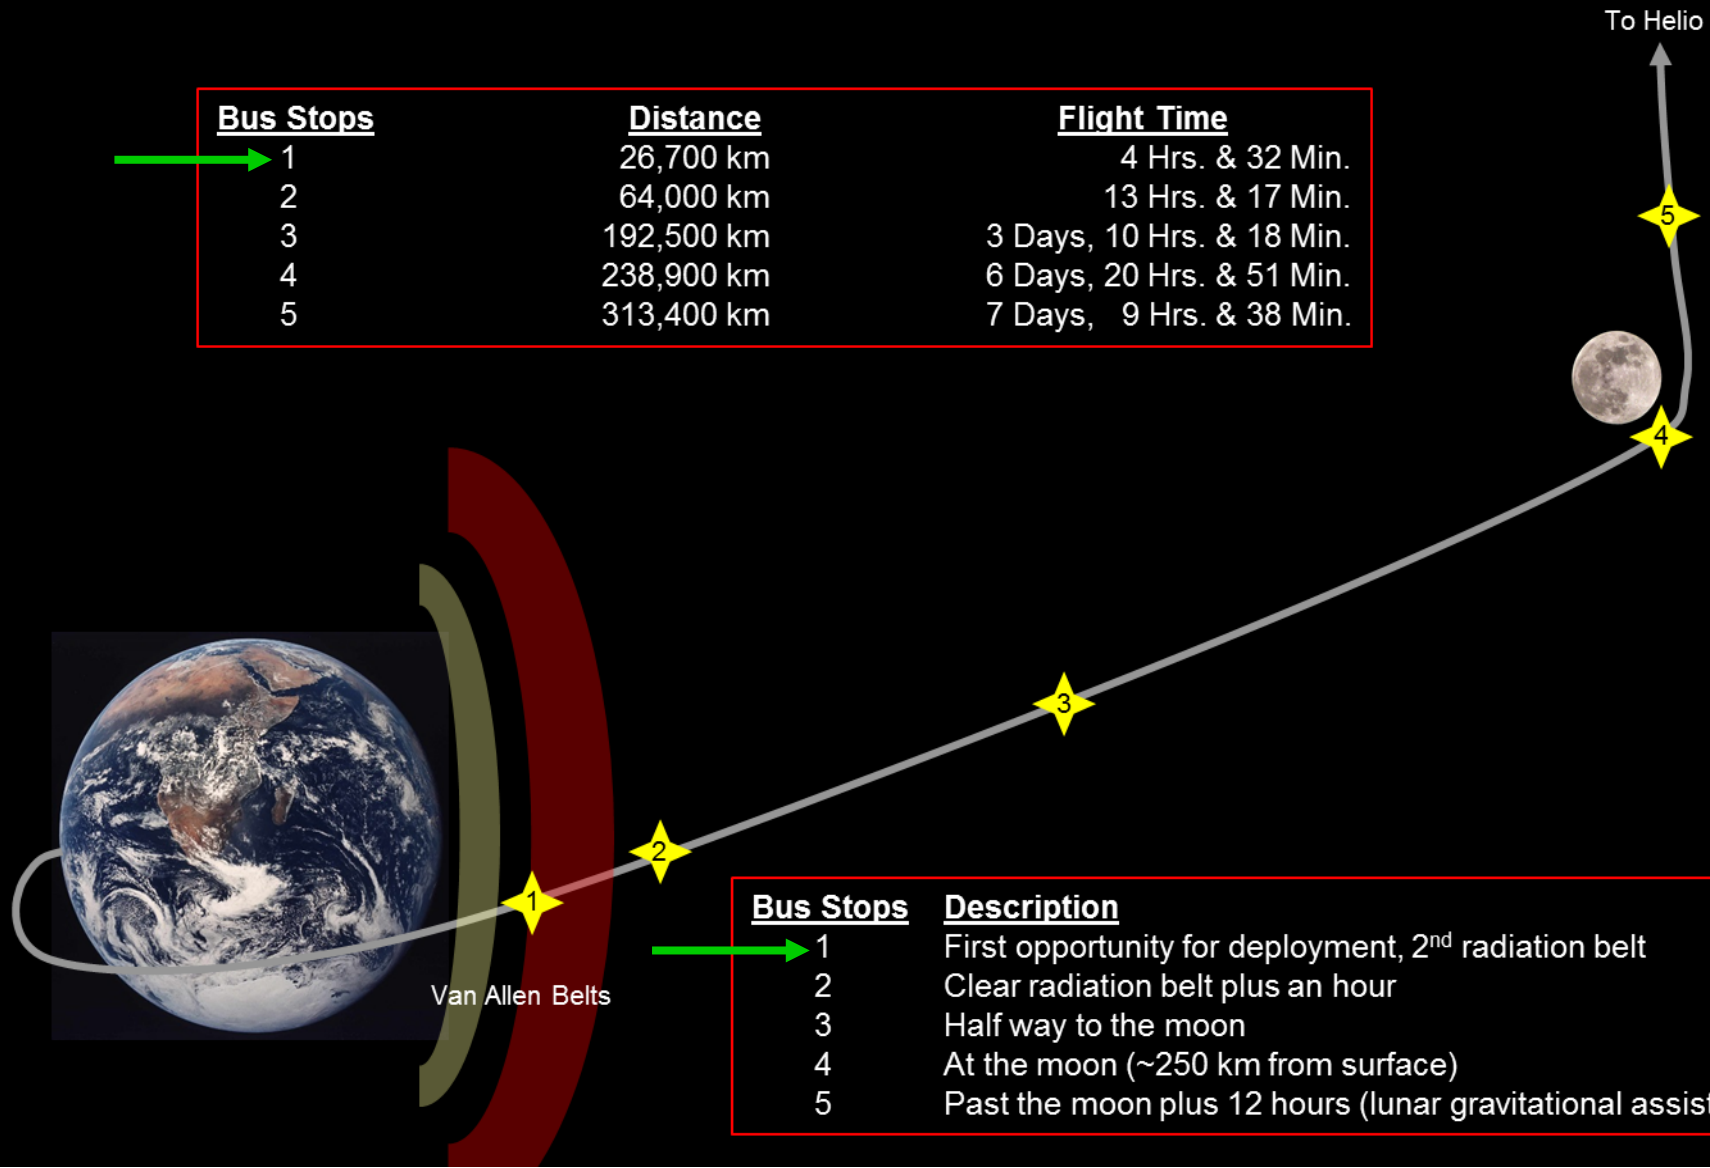 To Helio
Bus Stops Distance Flight Time
1 26,700 km 4 Hrs. & 32 Min.
2 64,000 km 13 Hrs. & 17 Min.
3 192,500 km 3 Days, 10 Hrs. & 18 Min.
4 238,900 km 6 Days, 20 Hrs. & 51 Min.
5 313,400 km 7 Days, 9 Hrs. & 38 Min.
5
4
3
2
1
Van Allen Belts
Bus Stops Description
1 First opportunity for deployment, 2nd radiation belt
2 Clear radiation belt plus an hour
3 Half way to the moon
4 At the moon (~250 km from surface)
5 Past the moon plus 12 hours (lunar gravitational assist